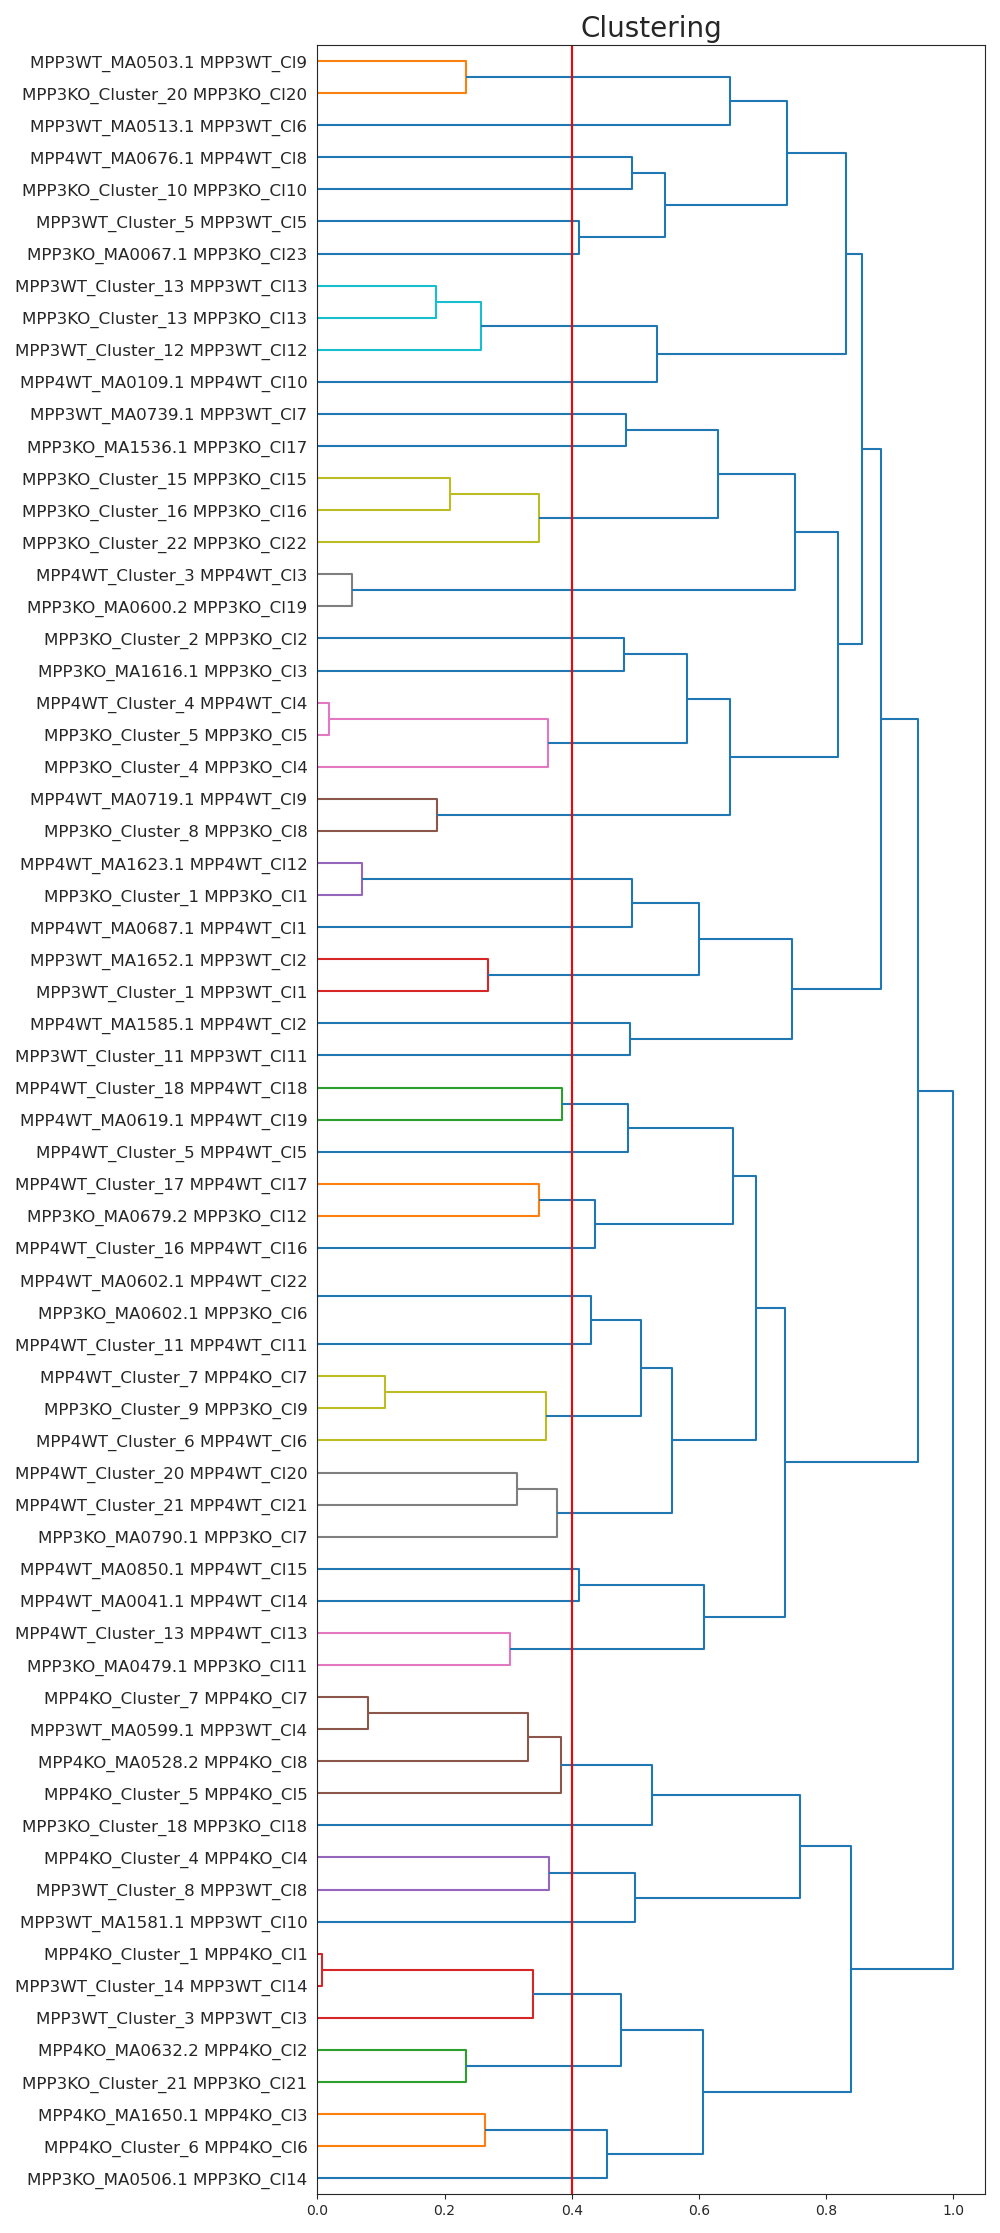 Clustering
MPP3WT_MA0503.1 MPP3WT_Cl9
MPP3KO_Cluster_20 MPP3KO_Cl20
MPP3WT_MA0513.1 MPP3WT_Cl6
MPP4WT_MA0676.1 MPP4WT_Cl8
MPP3KO_Cluster_10 MPP3KO_Cl10
MPP3WT_Cluster_5 MPP3WT_Cl5
MPP3KO_MA0067.1 MPP3KO_Cl23
MPP3WT_Cluster_13 MPP3WT_Cl13
MPP3KO_Cluster_13 MPP3KO_Cl13
MPP3WT_Cluster_12 MPP3WT_Cl12
MPP4WT_MA0109.1 MPP4WT_Cl10
MPP3WT_MA0739.1 MPP3WT_Cl7
MPP3KO_MA1536.1 MPP3KO_Cl17
MPP3KO_Cluster_15 MPP3KO_Cl15
MPP3KO_Cluster_16 MPP3KO_Cl16
MPP3KO_Cluster_22 MPP3KO_Cl22
MPP4WT_Cluster_3 MPP4WT_Cl3
MPP3KO_MA0600.2 MPP3KO_Cl19
MPP3KO_Cluster_2 MPP3KO_Cl2
MPP3KO_MA1616.1 MPP3KO_Cl3
MPP4WT_Cluster_4 MPP4WT_Cl4
MPP3KO_Cluster_5 MPP3KO_Cl5
MPP3KO_Cluster_4 MPP3KO_Cl4
MPP4WT_MA0719.1 MPP4WT_Cl9
MPP3KO_Cluster_8 MPP3KO_Cl8
MPP4WT_MA1623.1 MPP4WT_Cl12
MPP3KO_Cluster_1 MPP3KO_Cl1
MPP4WT_MA0687.1 MPP4WT_Cl1
MPP3WT_MA1652.1 MPP3WT_Cl2
MPP3WT_Cluster_1 MPP3WT_Cl1
MPP4WT_MA1585.1 MPP4WT_Cl2
MPP3WT_Cluster_11 MPP3WT_Cl11
MPP4WT_Cluster_18 MPP4WT_Cl18
MPP4WT_MA0619.1 MPP4WT_Cl19
MPP4WT_Cluster_5 MPP4WT_Cl5
MPP4WT_Cluster_17 MPP4WT_Cl17
MPP3KO_MA0679.2 MPP3KO_Cl12
MPP4WT_Cluster_16 MPP4WT_Cl16
MPP4WT_MA0602.1 MPP4WT_Cl22
MPP3KO_MA0602.1 MPP3KO_Cl6
MPP4WT_Cluster_11 MPP4WT_Cl11
MPP4WT_Cluster_7 MPP4KO_Cl7
MPP3KO_Cluster_9 MPP3KO_Cl9
MPP4WT_Cluster_6 MPP4WT_Cl6
MPP4WT_Cluster_20 MPP4WT_Cl20
MPP4WT_Cluster_21 MPP4WT_Cl21
MPP3KO_MA0790.1 MPP3KO_Cl7
MPP4WT_MA0850.1 MPP4WT_Cl15
MPP4WT_MA0041.1 MPP4WT_Cl14
MPP4WT_Cluster_13 MPP4WT_Cl13
MPP3KO_MA0479.1 MPP3KO_Cl11
MPP4KO_Cluster_7 MPP4KO_Cl7
MPP3WT_MA0599.1 MPP3WT_Cl4
MPP4KO_MA0528.2 MPP4KO_Cl8
MPP4KO_Cluster_5 MPP4KO_Cl5
MPP3KO_Cluster_18 MPP3KO_Cl18
MPP4KO_Cluster_4 MPP4KO_Cl4
MPP3WT_Cluster_8 MPP3WT_Cl8
MPP3WT_MA1581.1 MPP3WT_Cl10
MPP4KO_Cluster_1 MPP4KO_Cl1
MPP3WT_Cluster_14 MPP3WT_Cl14
MPP3WT_Cluster_3 MPP3WT_Cl3
MPP4KO_MA0632.2 MPP4KO_Cl2
MPP3KO_Cluster_21 MPP3KO_Cl21
MPP4KO_MA1650.1 MPP4KO_Cl3
MPP4KO_Cluster_6 MPP4KO_Cl6
MPP3KO_MA0506.1 MPP3KO_Cl14
0.0 0.2 0.4 0.6 0.8 1.0